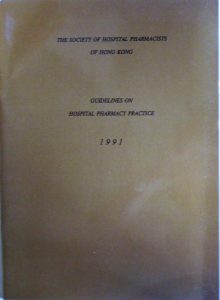 THE SOCIETY OF HOSPITAL PHARMACISTS
OF HONG KONG
GUIDELINES ON
HOSPITAL PHARMACY PRACTICE
1991